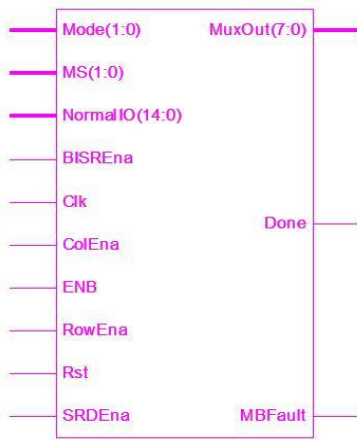 Mode(1:0) MuxOut(7:0)
MS(1:0)
NormalIO(14:0)
BISREna
Clk
Done
ColEna
ENB
RowEna
Rst
SRDEna MBFault